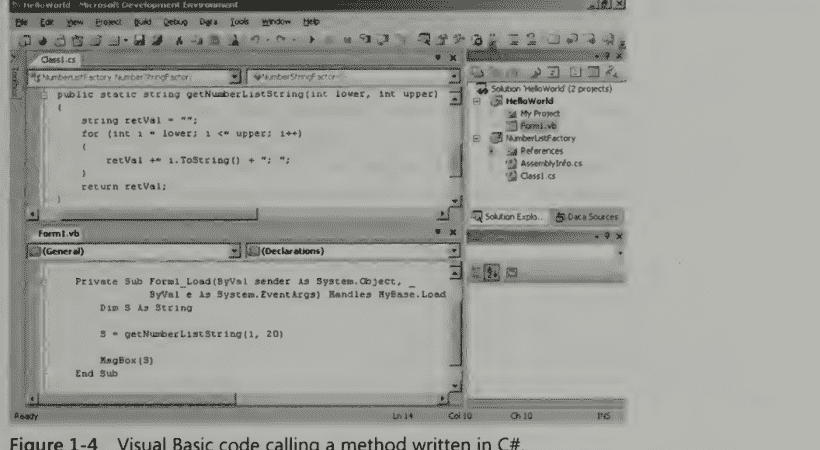 HelloWorld - Microsoft Development Environment
File Edit View Project Build Debug Data Tools Window Help
Class1.cs
NumberListFactory.NumberStringFactory
NumberStringFactor
public static string getNumberListString(int lower, int upper)
{
string retVal = "";
for (int i = lower; i <= upper; i++)
{
retVal += i.ToString() + "; ";
}
return retVal;
}
Form1.vb
(General)
(Declarations)
Private Sub Form1_Load(ByVal sender As System.Object, _
ByVal e As System.EventArgs) Handles MyBase.Load
Dim S As String
S = getNumberListString(1, 20)
MsgBox(S)
End Sub
Solution 'HelloWorld' (2 projects)
HelloWorld
My Project
Form1.vb
NumberListFactory
References
AssemblyInfo.cs
Class1.cs
Solution Explo...
Data Sources
Ready
Ln 14
Col 10
Ch 10
INS
Figure 1-4 Visual Basic code calling a method written in C#.